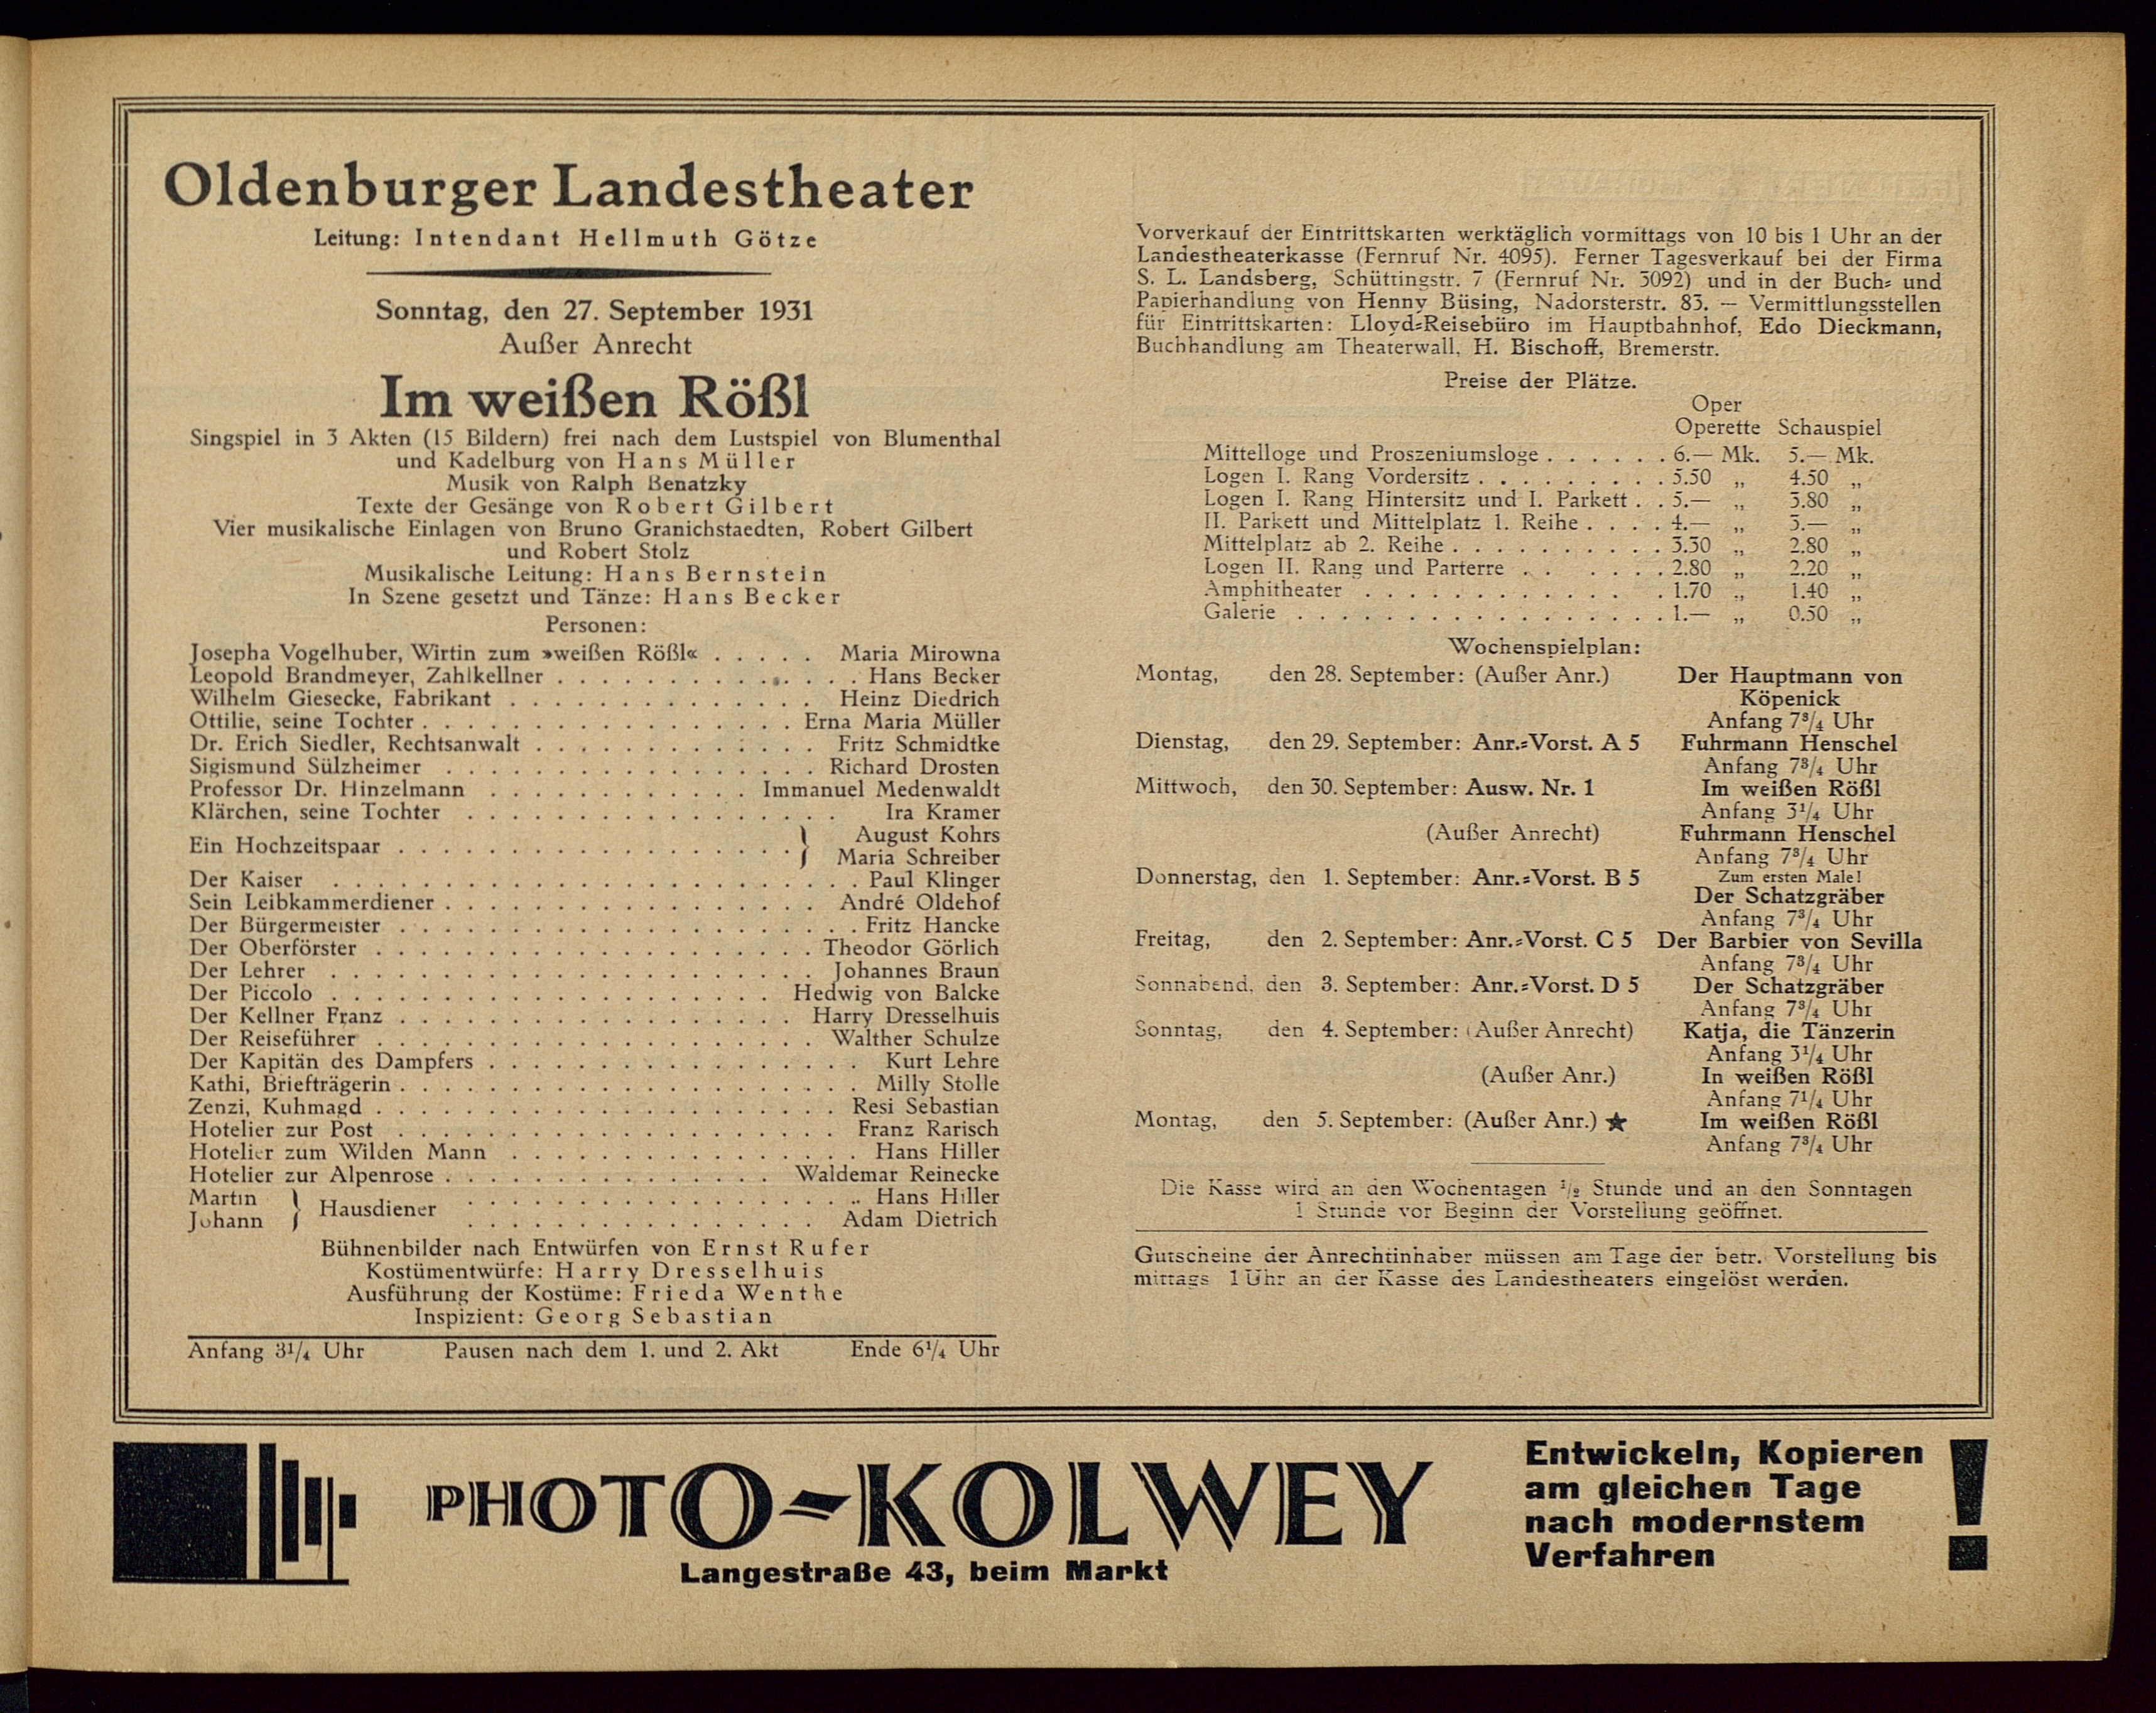 Oldenburger Landestheater
Leitung: Intendant Hellmuth Götze
Sonntag, den 27. September 1931
Außer Anrecht
Im weißen Rößl
Singspiel in 3 Akten (15 Bildern) frei nach dem Lustspiel von Blumenthal
und Kadelburg von Hans Müller
Musik von Ralph Benatzky
Texte der Gesänge von Robert Gilbert
Vier musikalische Einlagen von Bruno Granichstaedten, Robert Gilbert
und Robert Stolz
Musikalische Leitung: Hans Bernstein
In Szene gesetzt und Tänze: Hans Becker
Personen:
Josepha Vogelhuber, Wirtin zum »weißen Rößl« . . . . . Maria Mirowna
Leopold Brandmeyer, Zahlkellner . . . . . Hans Becker
Wilhelm Giesecke, Fabrikant . . . . . Heinz Diedrich
Ottilie, seine Tochter . . . . . Erna Maria Müller
Dr. Erich Siedler, Rechtsanwalt . . . . . Fritz Schmidtke
Sigismund Sülzheimer . . . . . Richard Drosten
Professor Dr. Hinzelmann . . . . . Immanuel Medenwaldt
Klärchen, seine Tochter . . . . . Ira Kramer
Ein Hochzeitspaar . . . . . } August Kohrs
Maria Schreiber
Der Kaiser . . . . . Paul Klinger
Sein Leibkammerdiener . . . . . André Oldehof
Der Bürgermeister . . . . . Fritz Hancke
Der Oberförster . . . . . Theodor Görlich
Der Lehrer . . . . . Johannes Braun
Der Piccolo . . . . . Hedwig von Balcke
Der Kellner Franz . . . . . Harry Dresselhuis
Der Reiseführer . . . . . Walther Schulze
Der Kapitän des Dampfers . . . . . Kurt Lehre
Kathi, Briefträgerin . . . . . Milly Stolle
Zenzi, Kuhmagd . . . . . Resi Sebastian
Hotelier zur Post . . . . . Franz Rarisch
Hotelier zum Wilden Mann . . . . . Hans Hiller
Hotelier zur Alpenrose . . . . . Waldemar Reinecke
Martin } Hausdiener . . . . . Hans Hiller
Johann . . . . . Adam Dietrich
Bühnenbilder nach Entwürfen von Ernst Rufer
Kostümentwürfe: Harry Dresselhuis
Ausführung der Kostüme: Frieda Wenthe
Inspizient: Georg Sebastian
Anfang 3¹/₄ Uhr Pausen nach dem 1. und 2. Akt Ende 6¹/₄ Uhr
Vorverkauf der Eintrittskarten werktäglich vormittags von 10 bis 1 Uhr an der
Landestheaterkasse (Fernruf Nr. 4095). Ferner Tagesverkauf bei der Firma
S. L. Landsberg, Schüttingstr. 7 (Fernruf Nr. 3092) und in der Buch= und
Papierhandlung von Henny Büsing, Nadorsterstr. 83. — Vermittlungsstellen
für Eintrittskarten: Lloyd=Reisebüro im Hauptbahnhof, Edo Dieckmann,
Buchhandlung am Theaterwall, H. Bischoff, Bremerstr.
Preise der Plätze.
Oper
Operette Schauspiel
Mittelloge und Proszeniumsloge . . . . . . 6.— Mk. 5.— Mk.
Logen I. Rang Vordersitz . . . . . 5.50 „ 4.50 „
Logen I. Rang Hintersitz und I. Parkett . . 5.— „ 3.80 „
II. Parkett und Mittelplatz 1. Reihe . . . . 4.— „ 3.— „
Mittelplatz ab 2. Reihe . . . . . 3.30 „ 2.80 „
Logen II. Rang und Parterre . . . . . 2.80 „ 2.20 „
Amphitheater . . . . . 1.70 „ 1.40 „
Galerie . . . . . 1.— „ 0.50 „
Wochenspielplan:
Montag, den 28. September: (Außer Anr.) Der Hauptmann von
Köpenick
Anfang 7³/₄ Uhr
Dienstag, den 29. September: Anr.=Vorst. A 5 Fuhrmann Henschel
Anfang 7³/₄ Uhr
Mittwoch, den 30. September: Ausw. Nr. 1 Im weißen Rößl
Anfang 3¹/₄ Uhr
(Außer Anrecht) Fuhrmann Henschel
Anfang 7³/₄ Uhr
Donnerstag, den 1. September: Anr.=Vorst. B 5 Zum ersten Male!
Der Schatzgräber
Anfang 7³/₄ Uhr
Freitag, den 2. September: Anr.=Vorst. C 5 Der Barbier von Sevilla
Anfang 7³/₄ Uhr
Sonnabend, den 3. September: Anr.=Vorst. D 5 Der Schatzgräber
Anfang 7³/₄ Uhr
Sonntag, den 4. September: (Außer Anrecht) Katja, die Tänzerin
Anfang 3¹/₄ Uhr
(Außer Anr.) In weißen Rößl
Anfang 7¹/₄ Uhr
Montag, den 5. September: (Außer Anr.) ★ Im weißen Rößl
Anfang 7³/₄ Uhr
Die Kasse wird an den Wochentagen ¹/₂ Stunde und an den Sonntagen
1 Stunde vor Beginn der Vorstellung geöffnet.
Gutscheine der Anrechtinhaber müssen am Tage der betr. Vorstellung bis
mittags 1 Uhr an der Kasse des Landestheaters eingelöst werden.
PHOTO=KOLWEY
Langestraße 43, beim Markt
Entwickeln, Kopieren
am gleichen Tage
nach modernstem
Verfahren !